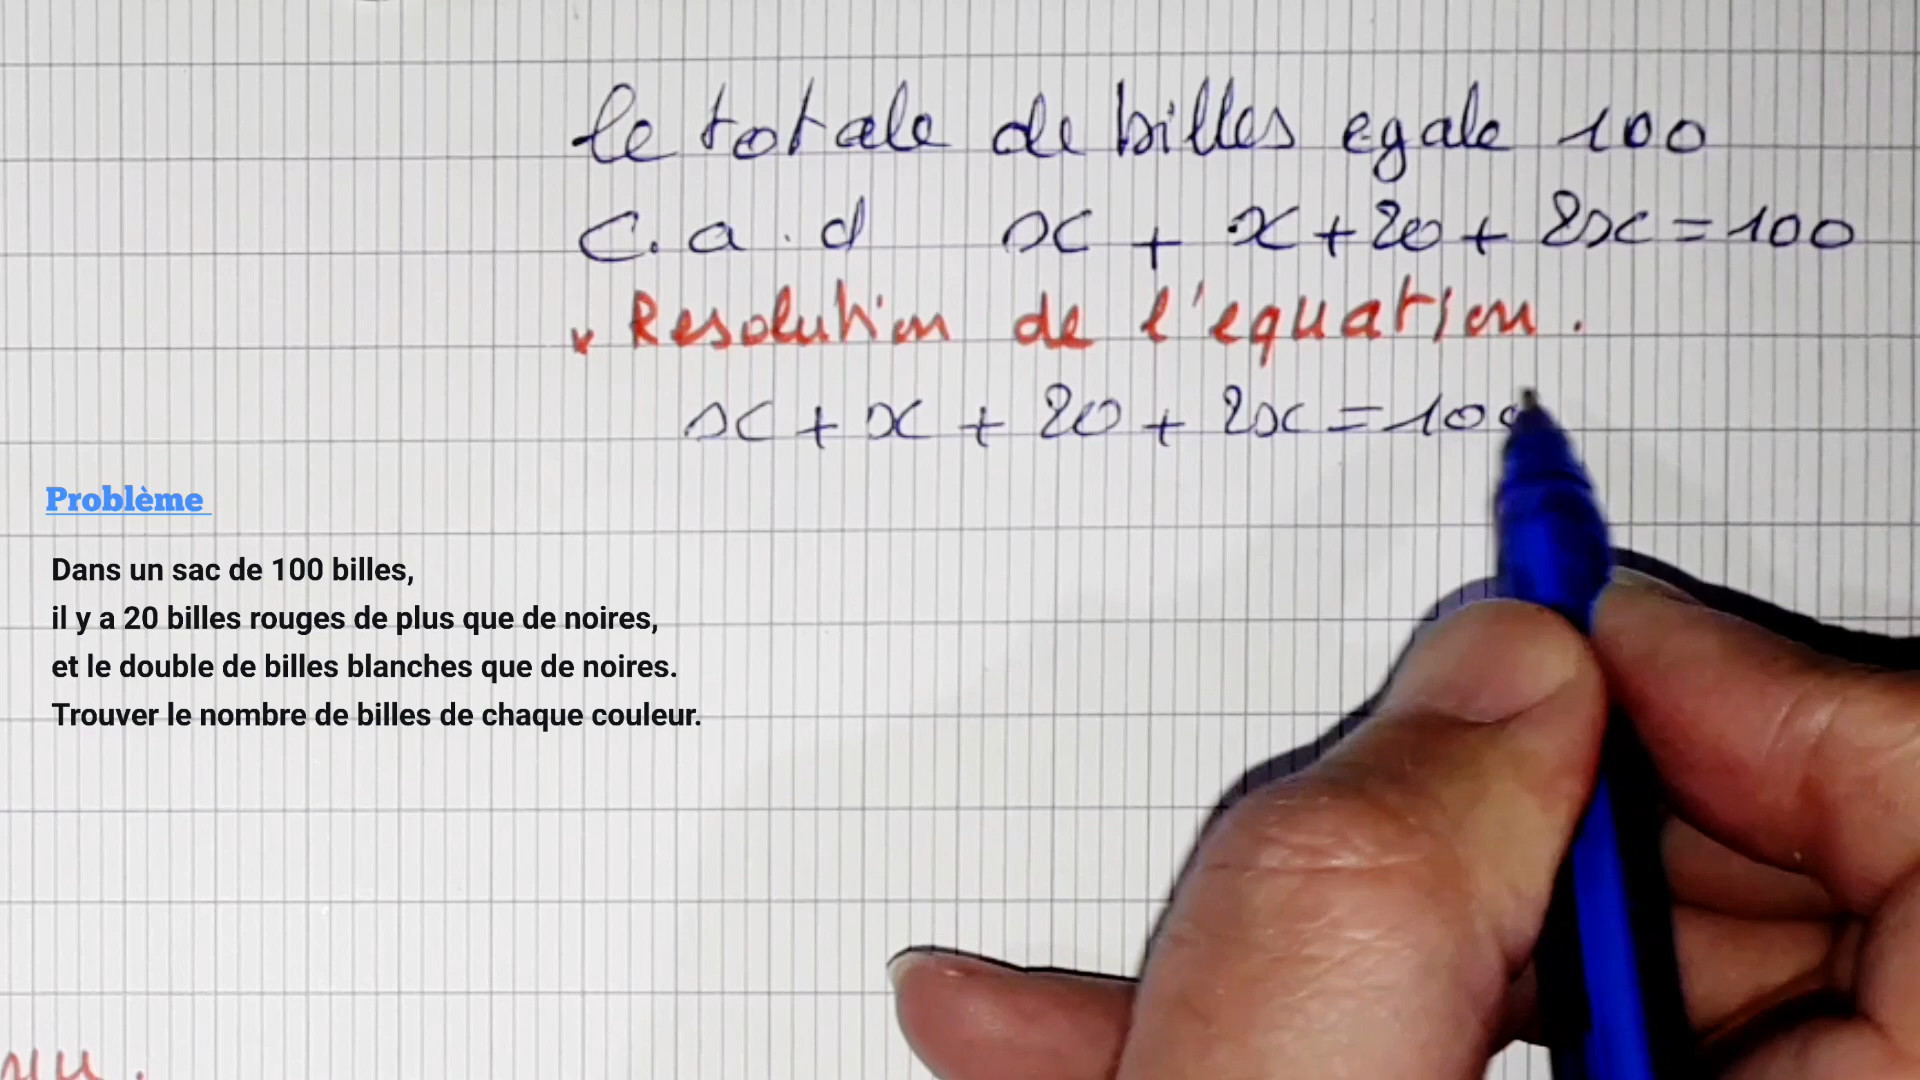 le totale de billes egale 100
C.a.d x + x + 20 + 2x = 100
* Resolution de l'equation.
x + x + 20 + 2x = 100
Problème
Dans un sac de 100 billes,
il y a 20 billes rouges de plus que de noires,
et le double de billes blanches que de noires.
Trouver le nombre de billes de chaque couleur.